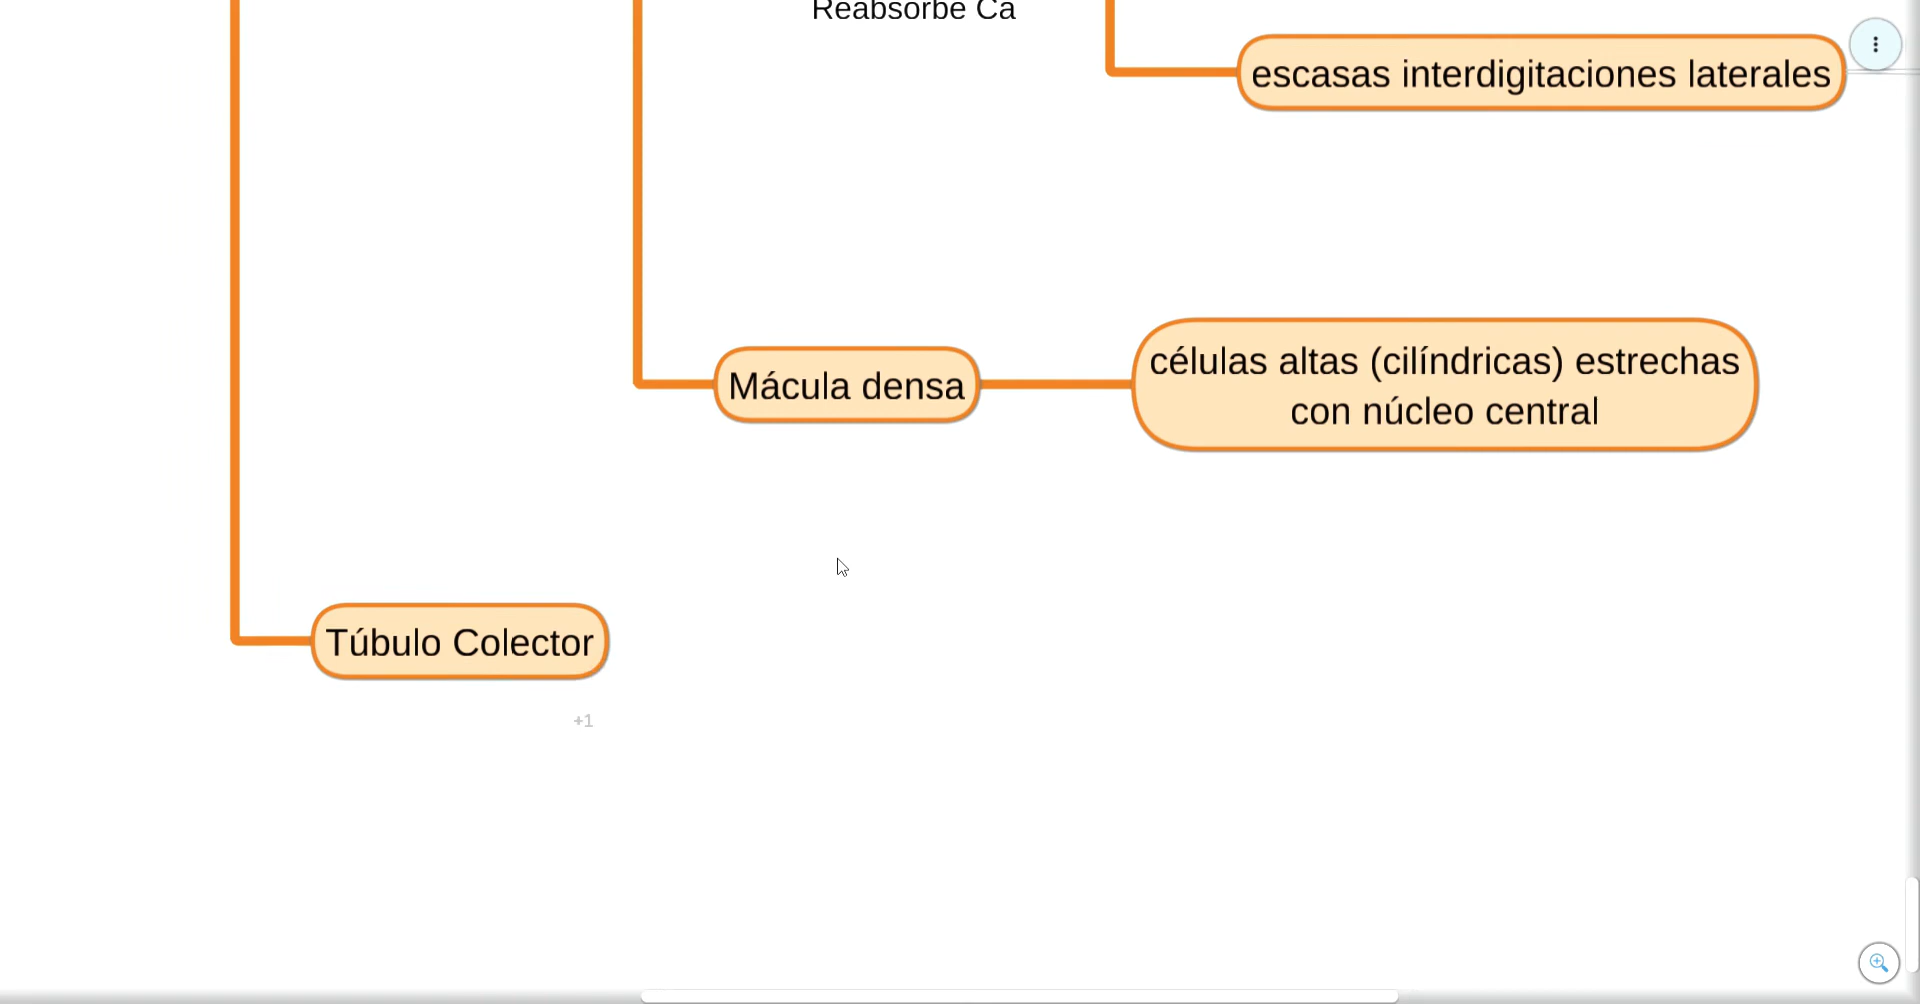 Reabsorbe Ca
escasas interdigitaciones laterales
células altas (cilíndricas) estrechas
con núcleo central
Mácula densa
Túbulo Colector
+1